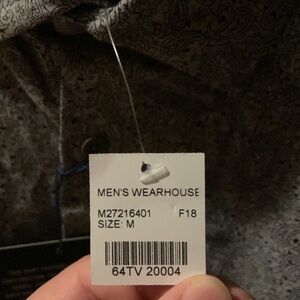 MEN'S WEARHOUSE
M27216401 F18
SIZE: M
64TV 20004